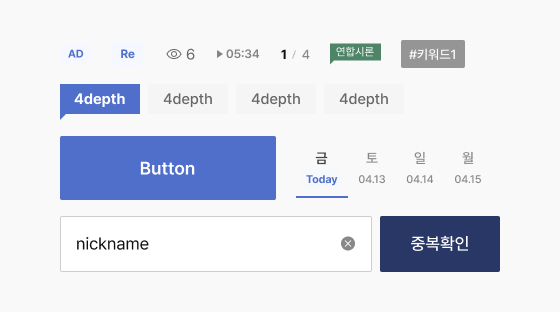 AD Re 6 05:34 1 / 4 연합시론 #키워드1
4depth 4depth 4depth 4depth
Button
금 토 일 월
Today 04.13 04.14 04.15
nickname 중복확인